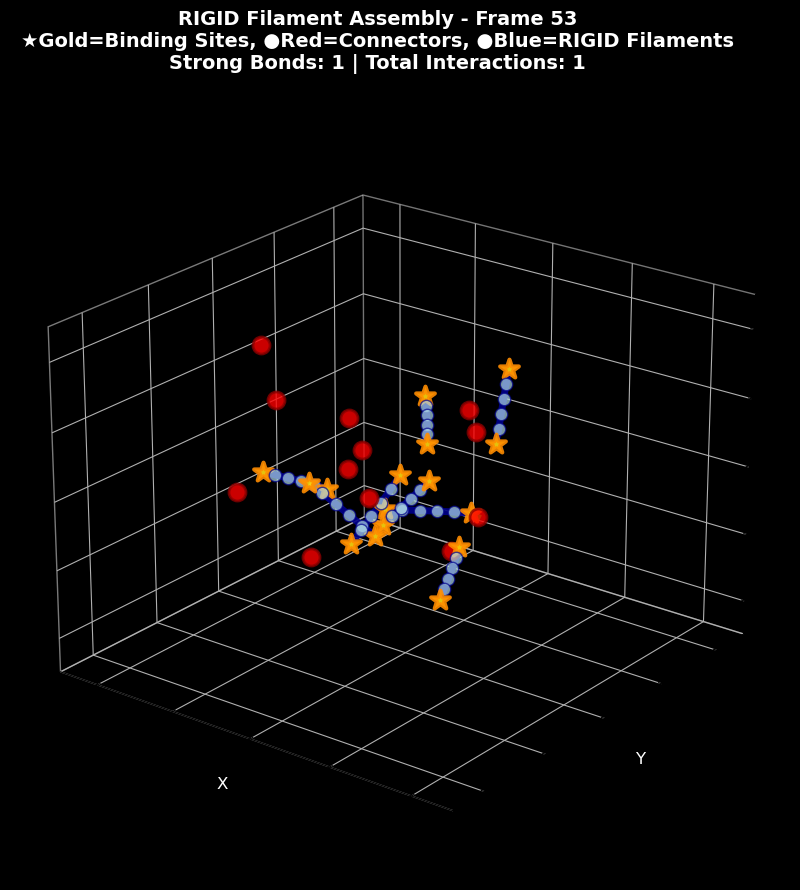 RIGID Filament Assembly - Frame 53
★Gold=Binding Sites, ●Red=Connectors, ●Blue=RIGID Filaments
Strong Bonds: 1 | Total Interactions: 1
Y
X